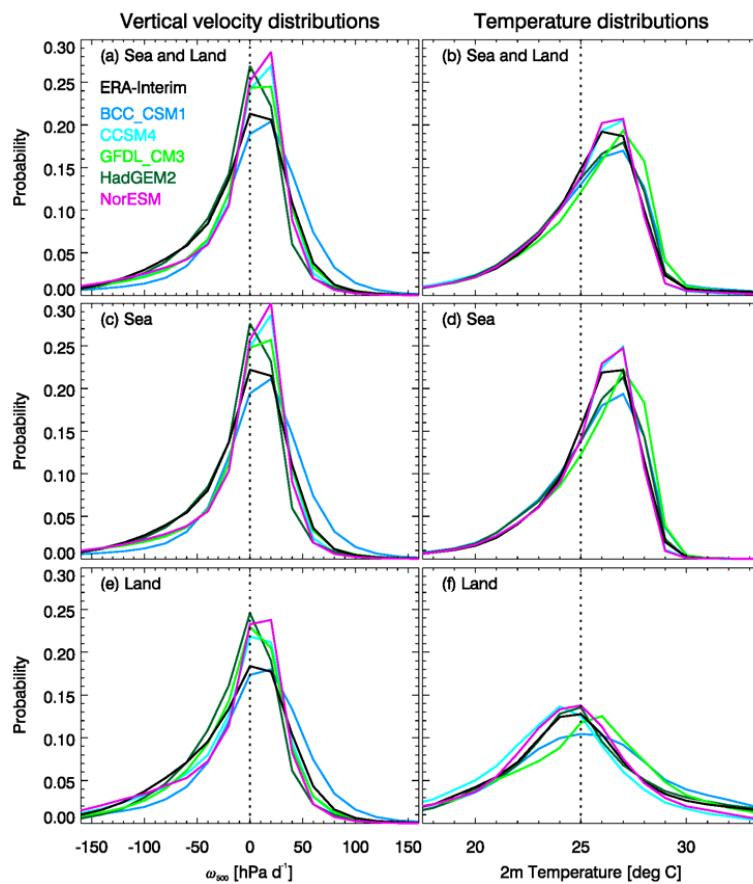 Vertical velocity distributions
Temperature distributions
0.30
0.25
0.20
0.15
0.10
0.05
0.00
Probability
(a) Sea and Land
ERA-Interim
BCC_CSM1
CCSM4
GFDL_CM3
HadGEM2
NorESM
(b) Sea and Land
0.30
0.25
0.20
0.15
0.10
0.05
0.00
Probability
(c) Sea
(d) Sea
0.30
0.25
0.20
0.15
0.10
0.05
0.00
Probability
(e) Land
(f) Land
-150 -100 -50 0 50 100 150
20 25 30
ω500 [hPa d-1]
2m Temperature [deg C]